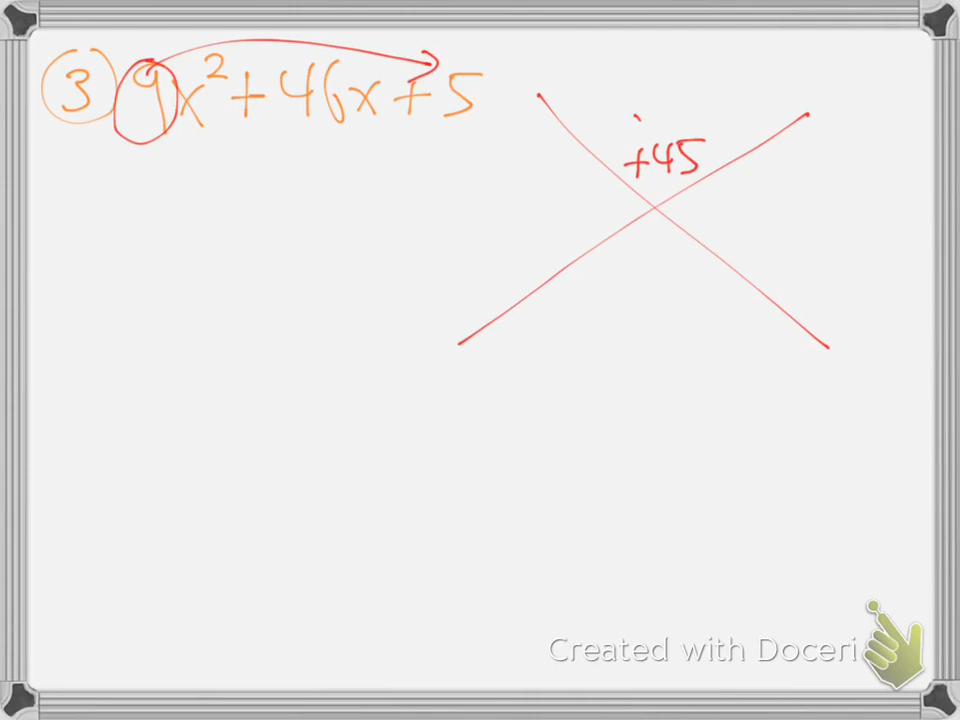 ③ 9x² + 46x + 5
+45
Created with Doceri